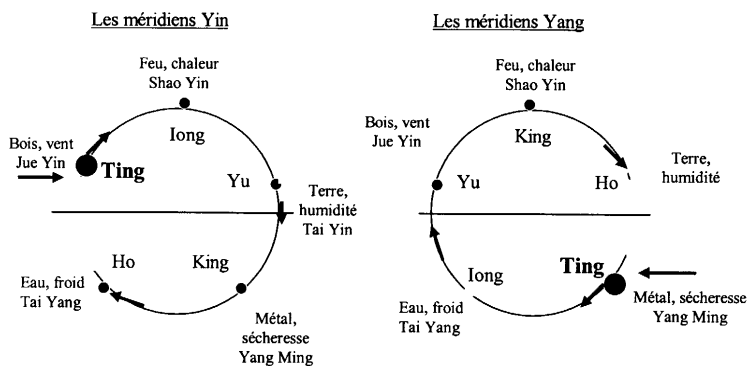 Les méridiens Yin
Feu, chaleur
Shao Yin
Iong
Bois, vent
Jue Yin
Ting
Yu
Terre,
humidité
Tai Yin
Ho
King
Eau, froid
Tai Yang
Métal,
sécheresse
Yang Ming
Les méridiens Yang
Feu, chaleur
Shao Yin
King
Bois, vent
Jue Yin
Yu
Ho
Terre,
humidité
Iong
Ting
Eau, froid
Tai Yang
Métal, sécheresse
Yang Ming